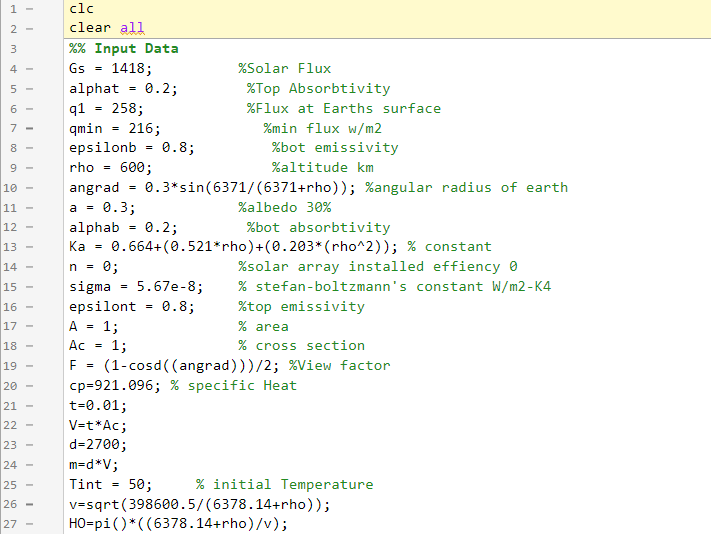 1 – clc
2 – clear all
3 %% Input Data
4 – Gs = 1418; %Solar Flux
5 – alphat = 0.2; %Top Absorbtivity
6 – q1 = 258; %Flux at Earths surface
7 – qmin = 216; %min flux w/m2
8 – epsilonb = 0.8; %bot emissivity
9 – rho = 600; %altitude km
10 – angrad = 0.3*sin(6371/(6371+rho)); %angular radius of earth
11 – a = 0.3; %albedo 30%
12 – alphab = 0.2; %bot absorbtivity
13 – Ka = 0.664+(0.521*rho)+(0.203*(rho^2)); % constant
14 – n = 0; %solar array installed effiency 0
15 – sigma = 5.67e-8; % stefan-boltzmann's constant W/m2-K4
16 – epsilont = 0.8; %top emissivity
17 – A = 1; % area
18 – Ac = 1; % cross section
19 – F = (1-cosd((angrad)))/2; %View factor
20 – cp=921.096; % specific Heat
21 – t=0.01;
22 – V=t*Ac;
23 – d=2700;
24 – m=d*V;
25 – Tint = 50; % initial Temperature
26 – v=sqrt(398600.5/(6378.14+rho));
27 – HO=pi()*((6378.14+rho)/v);